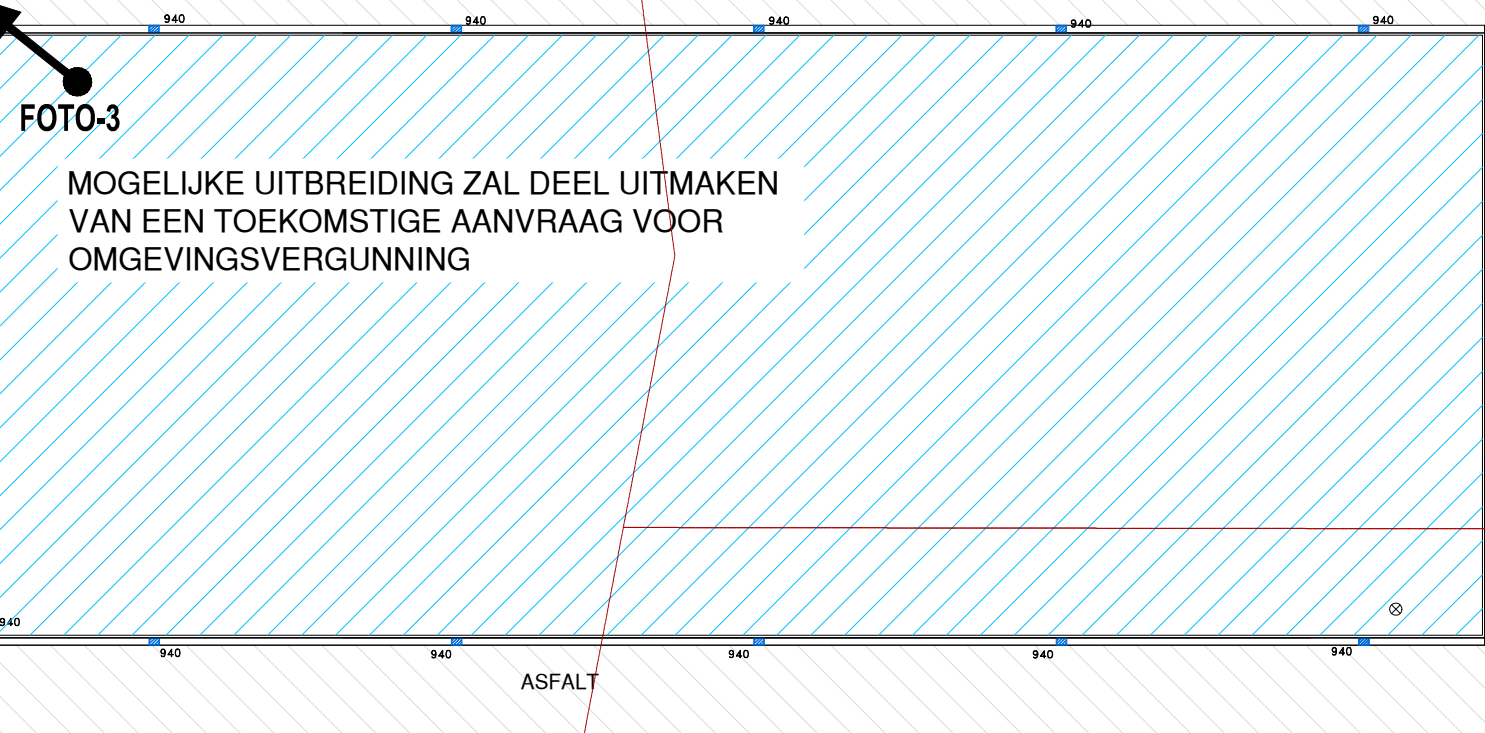 940 940 940 940 940
FOTO-3
MOGELIJKE UITBREIDING ZAL DEEL UITMAKEN
VAN EEN TOEKOMSTIGE AANVRAAG VOOR
OMGEVINGSVERGUNNING
940
940 940 940 940 940
ASFALT